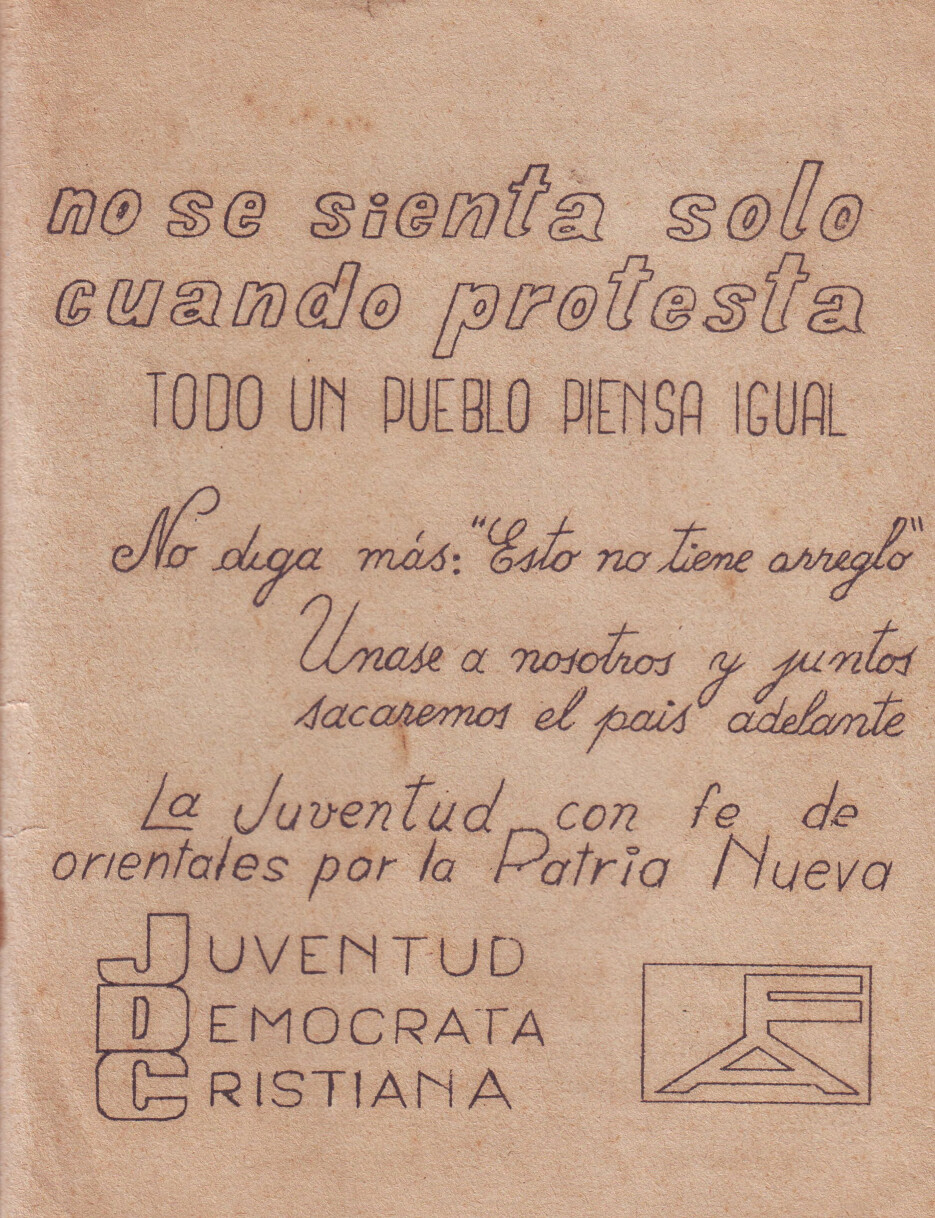 no se sienta solo
cuando protesta
TODO UN PUEBLO PIENSA IGUAL
No diga más: "Esto no tiene arreglo"
Unase a nosotros y juntos
sacaremos el pais adelante
La Juventud con fe de
orientales por la Patria Nueva
JUVENTUD
DEMOCRATA
CRISTIANA